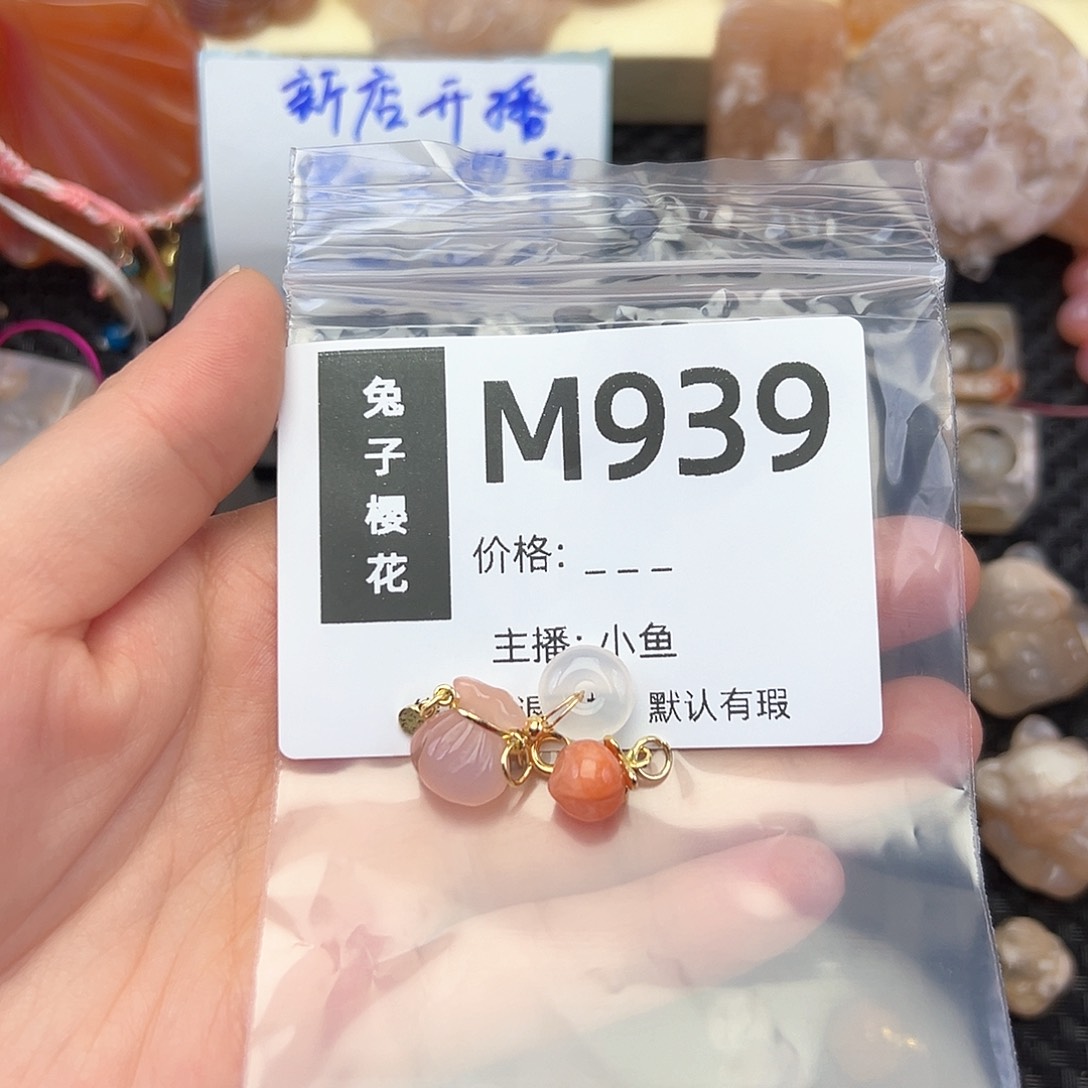 新店开播
兔子樱花
M939
价格: _ _ _
主播: 小鱼
默认有瑕